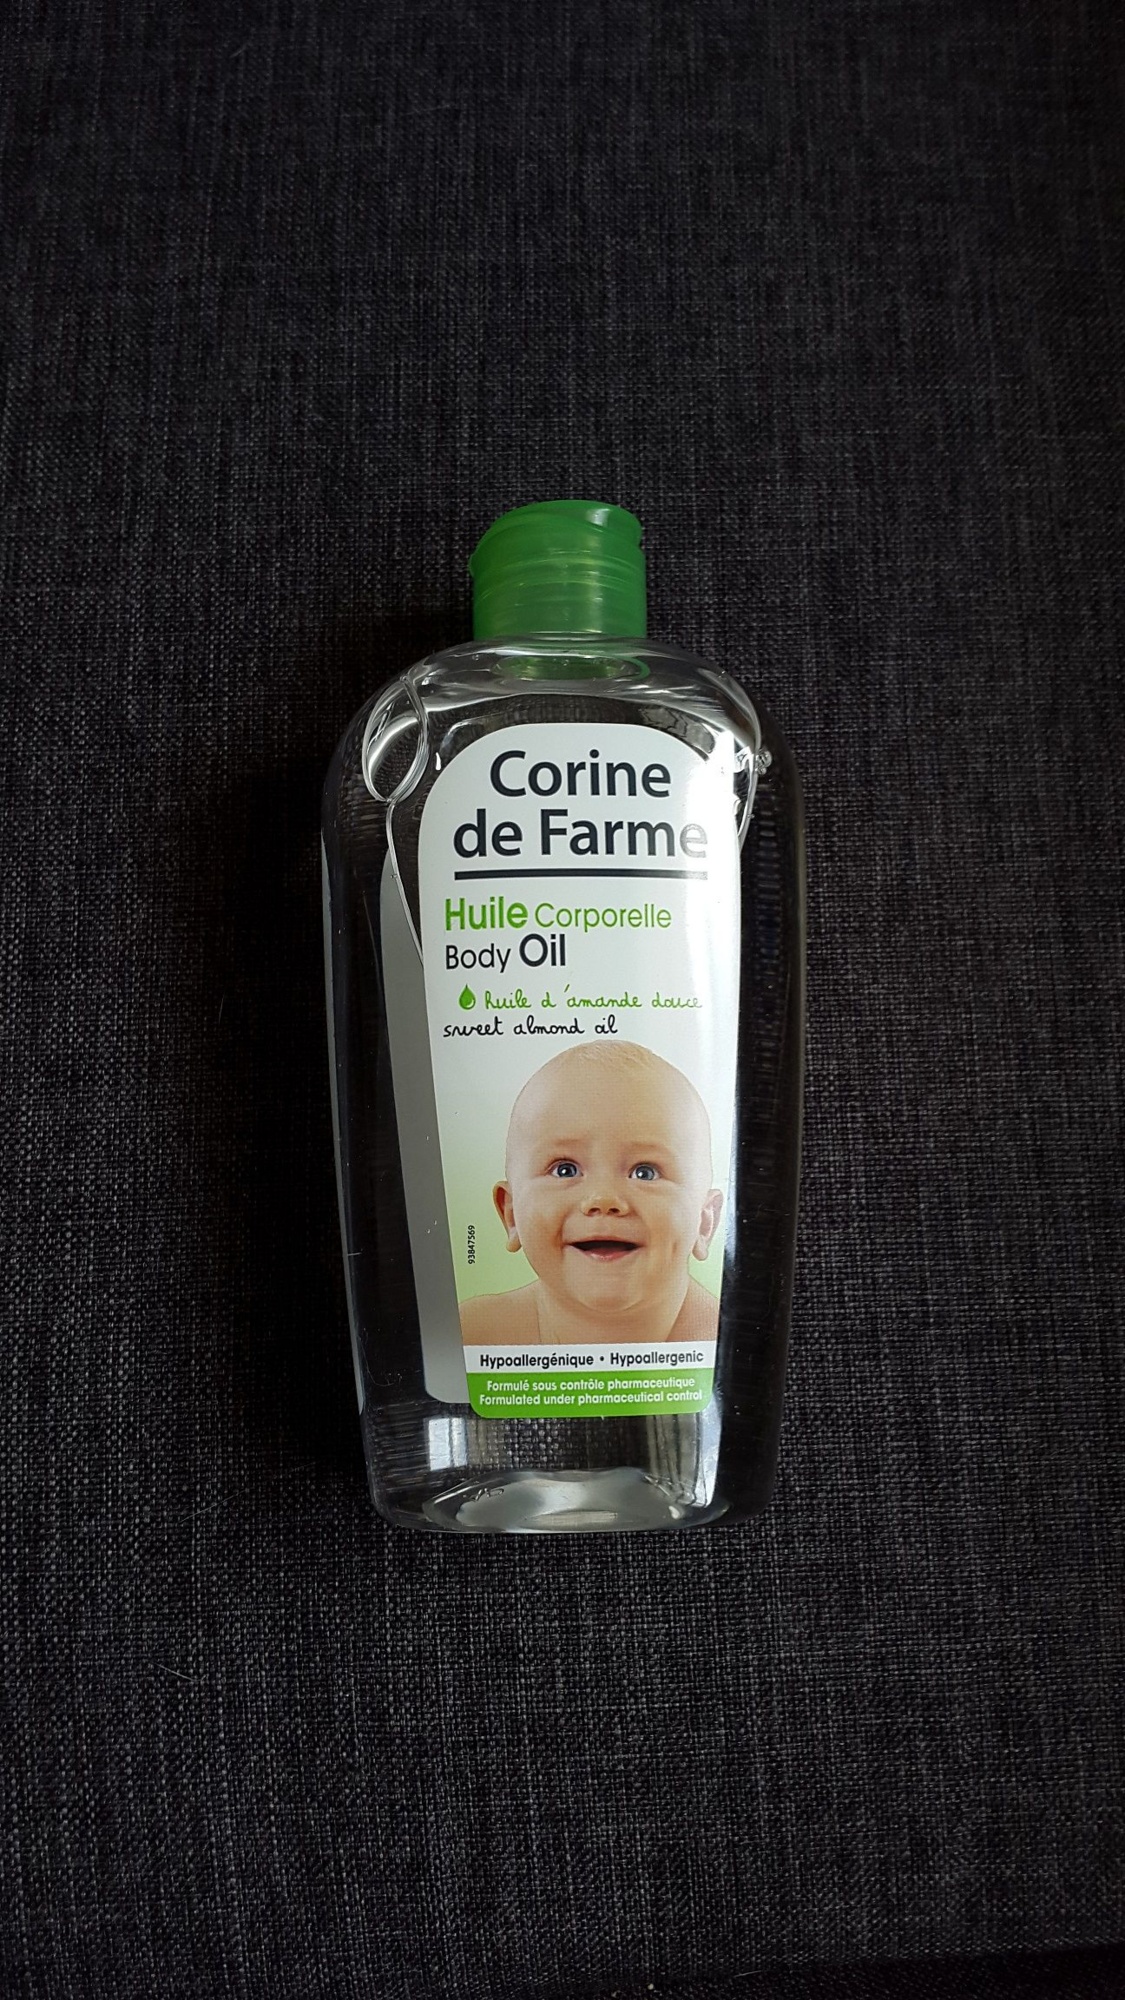 Corine
de Farme
Huile Corporelle
Body Oil
huile d'amande douce
sweet almond oil
93847569
Hypoallergénique • Hypoallergenic
Formulé sous contrôle pharmaceutique
Formulated under pharmaceutical control